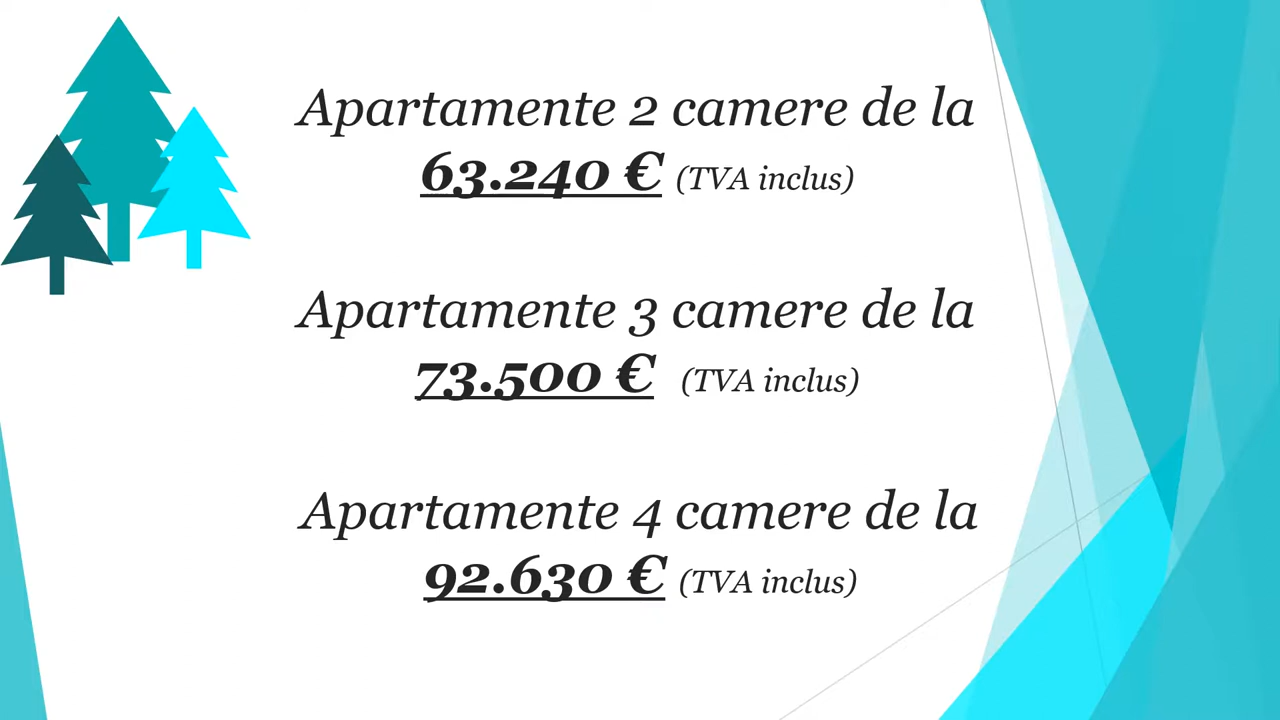 Apartamente 2 camere de la
63.240 € (TVA inclus)
Apartamente 3 camere de la
73.500 € (TVA inclus)
Apartamente 4 camere de la
92.630 € (TVA inclus)